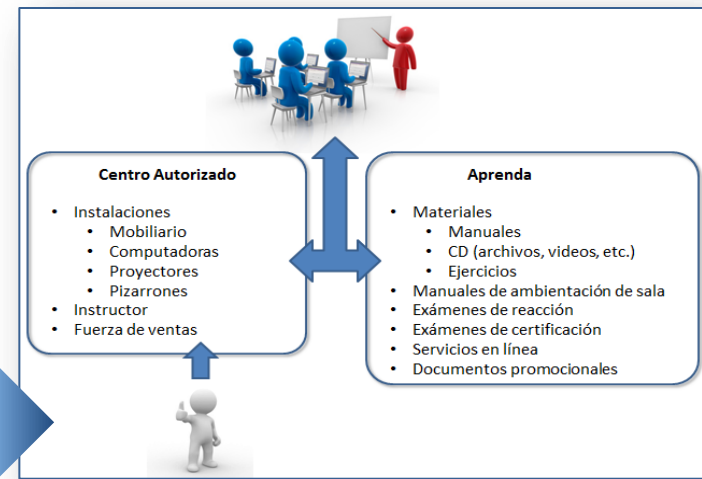 Centro Autorizado
• Instalaciones
• Mobiliario
• Computadoras
• Proyectores
• Pizarrones
• Instructor
• Fuerza de ventas
Aprenda
• Materiales
• Manuales
• CD (archivos, videos, etc.)
• Ejercicios
• Manuales de ambientación de sala
• Exámenes de reacción
• Exámenes de certificación
• Servicios en línea
• Documentos promocionales